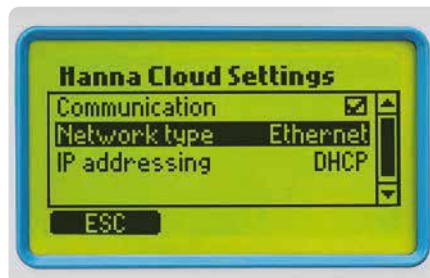 Hanna Cloud Settings
Communication
Network type Ethernet
IP addressing DHCP
ESC